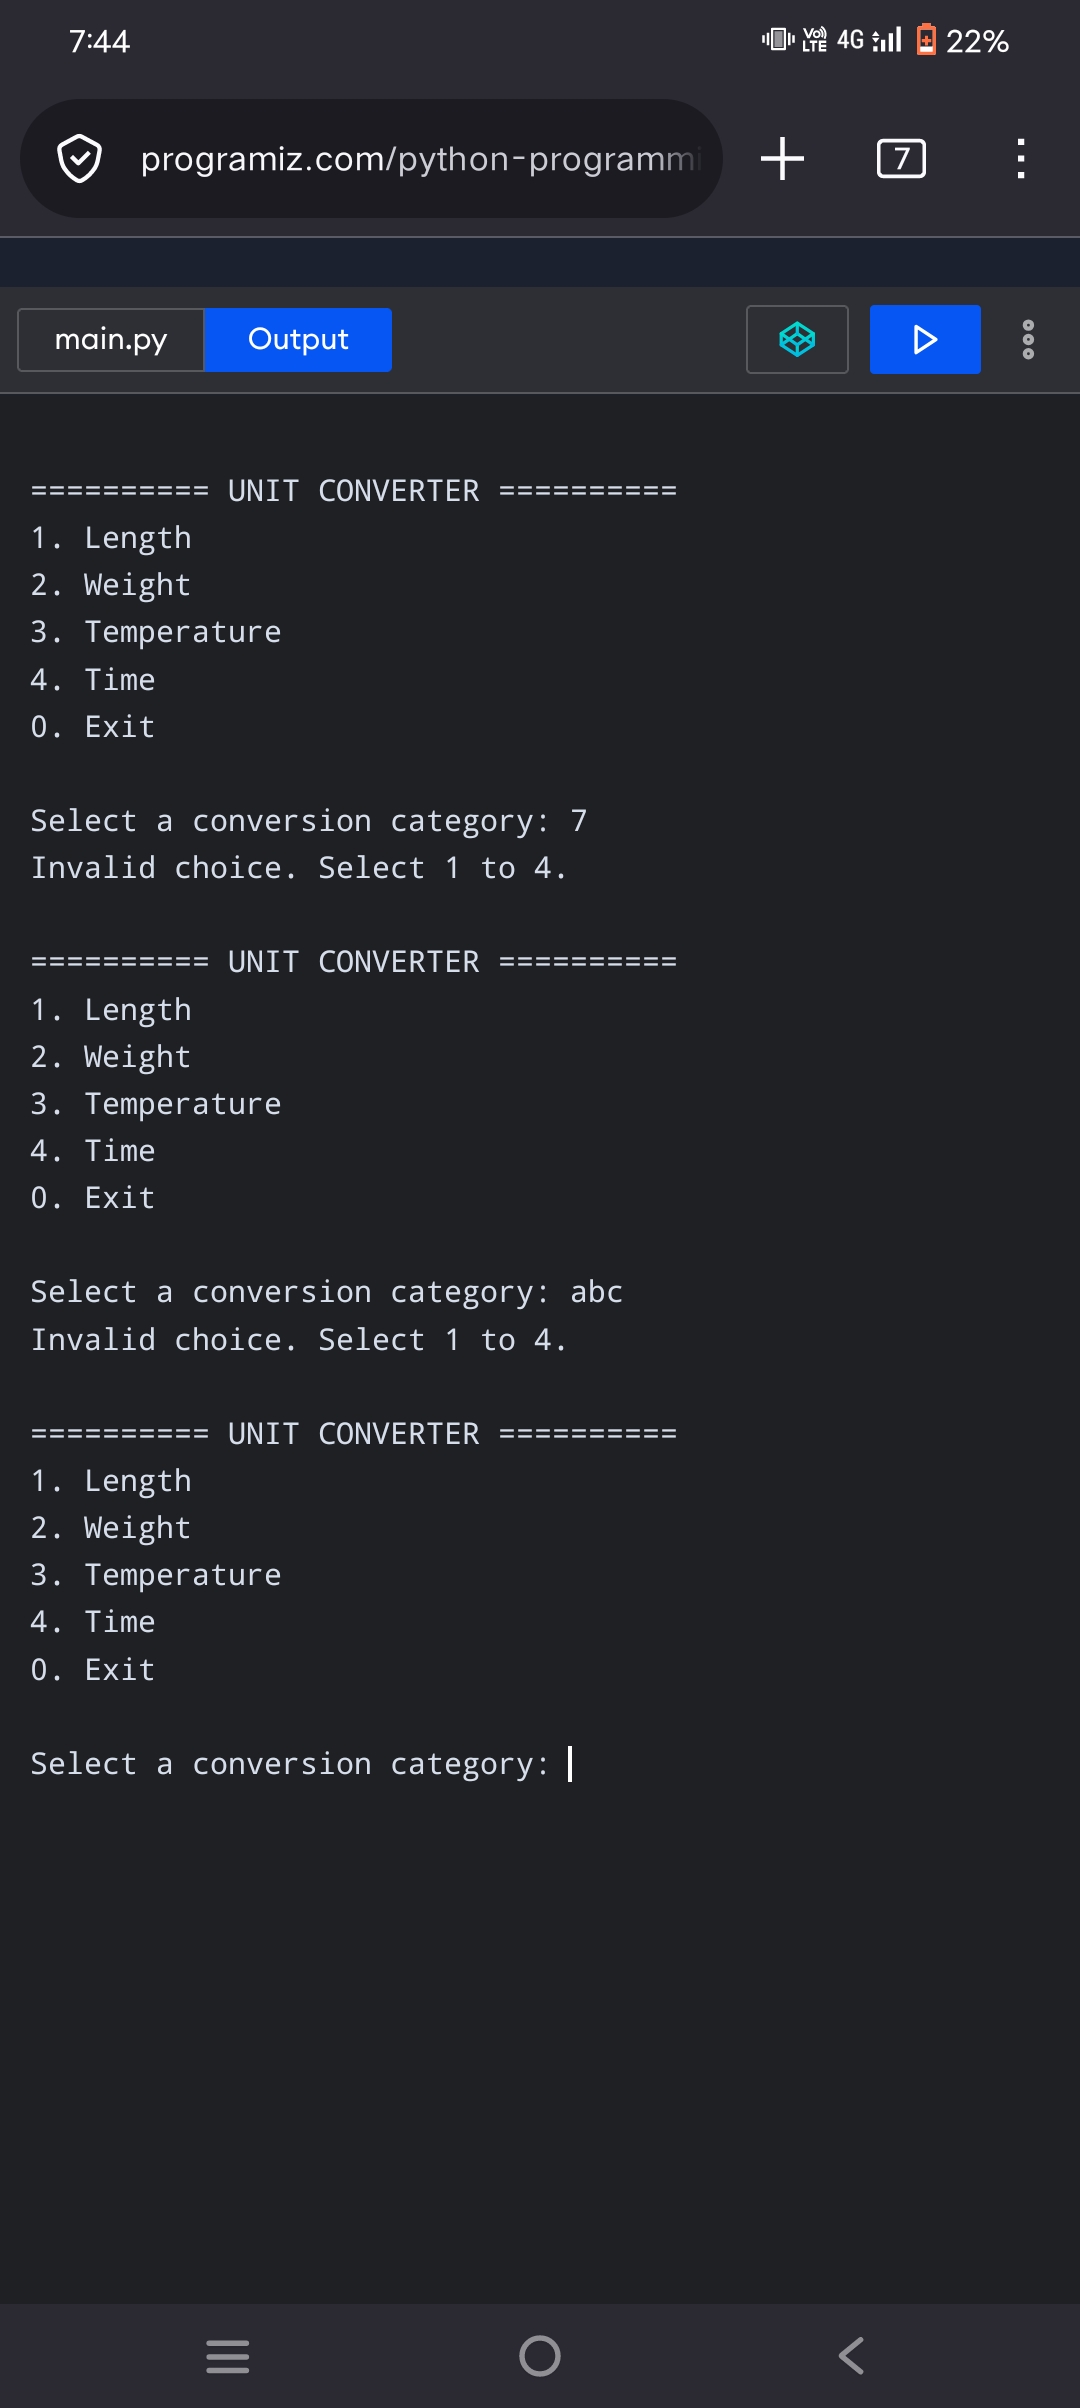 7:44
Vo))
LTE
4G
22%
programiz.com/python-programmi
7
main.py
Output
========== UNIT CONVERTER ==========
1. Length
2. Weight
3. Temperature
4. Time
0. Exit
Select a conversion category: 7
Invalid choice. Select 1 to 4.
========== UNIT CONVERTER ==========
1. Length
2. Weight
3. Temperature
4. Time
0. Exit
Select a conversion category: abc
Invalid choice. Select 1 to 4.
========== UNIT CONVERTER ==========
1. Length
2. Weight
3. Temperature
4. Time
0. Exit
Select a conversion category: